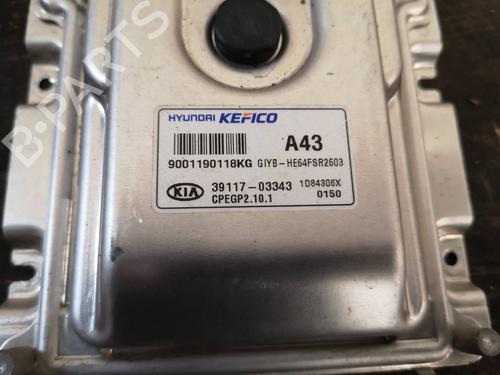 HYUNDAI KEFICO
A43
9001190118KG GIYB-HE64FSR2603
KIA 39117-03343 1D84306X
CPEGP2.10.1 0150
B-PARTS